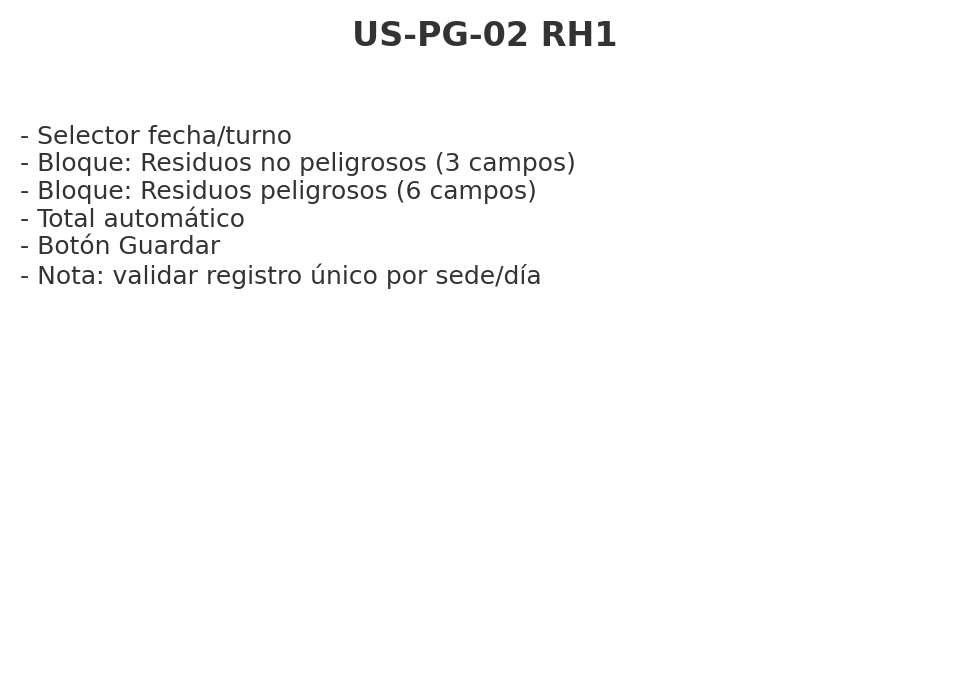 US-PG-02 RH1
- Selector fecha/turno
- Bloque: Residuos no peligrosos (3 campos)
- Bloque: Residuos peligrosos (6 campos)
- Total automático
- Botón Guardar
- Nota: validar registro único por sede/día